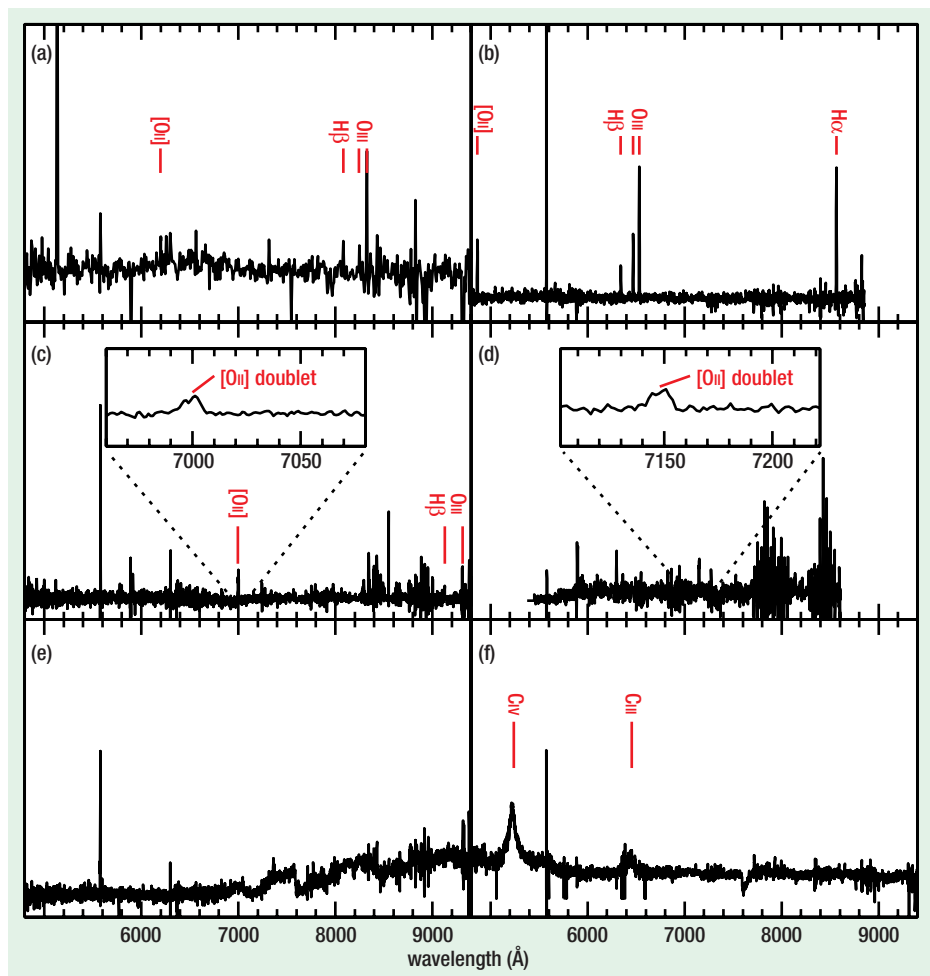 (a)
[OII]
Hβ
OIII
(b)
[OII]
Hβ
OIII
Hα
(c)
[OII] doublet
7000 7050
[OII]
Hβ
OIII
(d)
[OII] doublet
7150 7200
(e)
(f)
CIV
CIII
6000 7000 8000 9000 6000 7000 8000 9000
wavelength (Å)